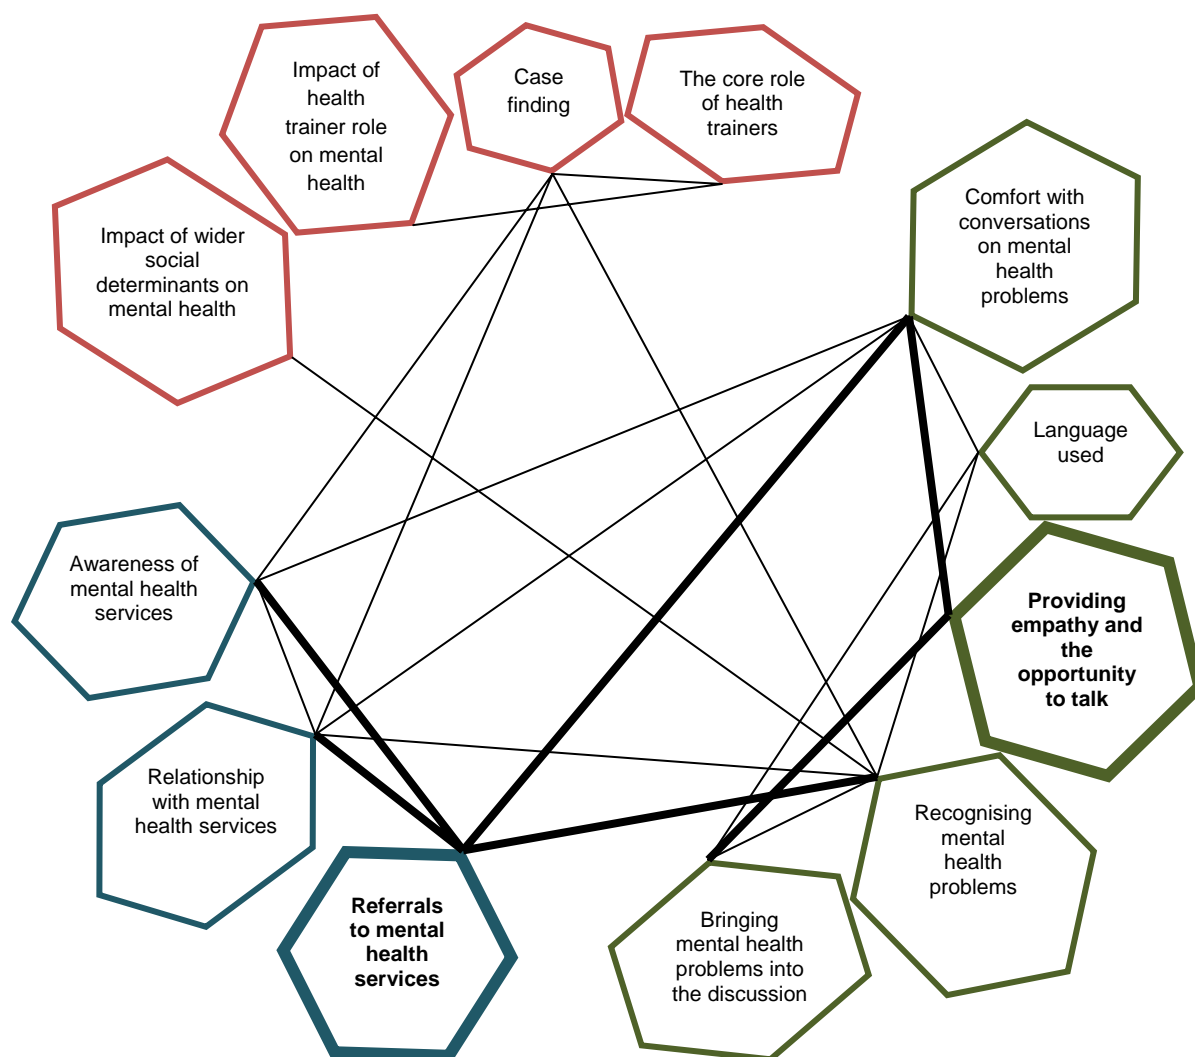 Impact of
health
trainer role
on mental
health
Case
finding
The core role
of health
trainers
Impact of wider
social
determinants on
mental health
Comfort with
conversations
on mental
health
problems
Language
used
Awareness of
mental health
services
Providing
empathy and
the
opportunity
to talk
Relationship
with mental
health services
Recognising
mental
health
problems
Referrals
to mental
health
services
Bringing
mental health
problems into
the discussion